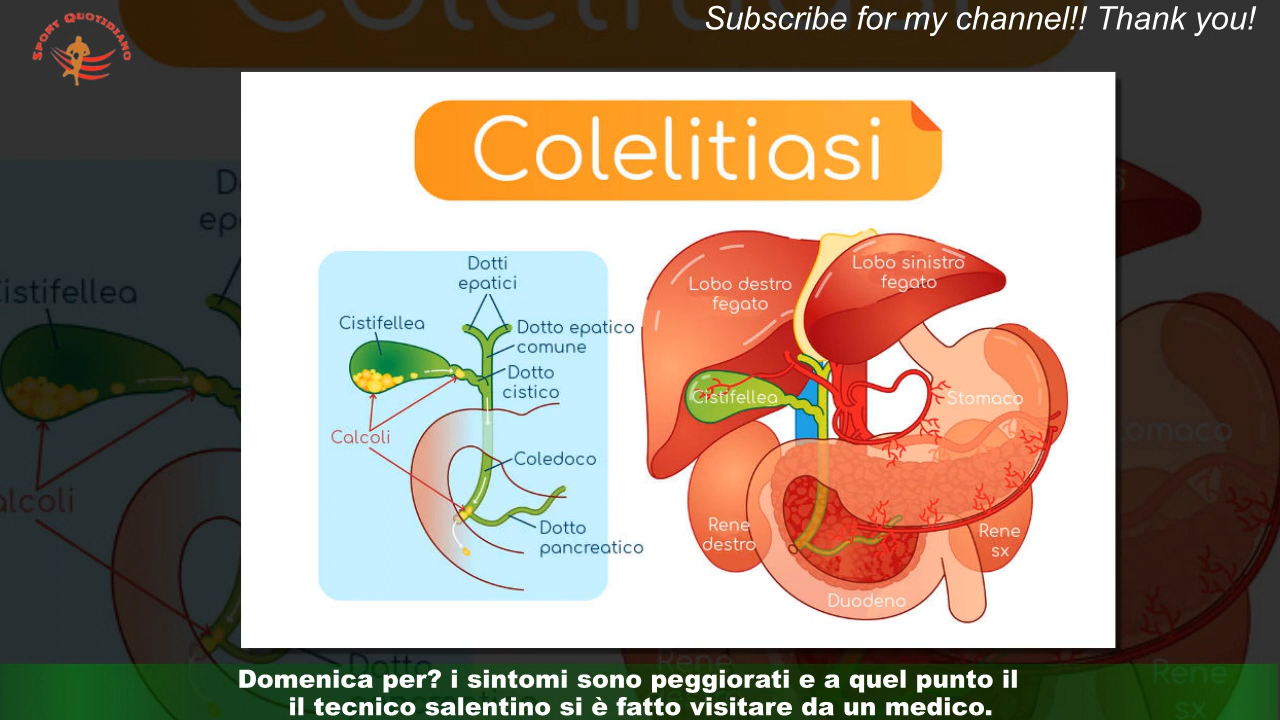 SPORT QUOTIDIANO
Subscribe for my channel!! Thank you!
Colelitiasi
Dotti
epatici
Cistifellea
Dotto epatico
comune
Dotto
cistico
Calcoli
Coledoco
Dotto
pancreatico
Lobo destro
fegato
Lobo sinistro
fegato
Cistifellea
Stomaco
Rene
destro
Rene
sx
Duodeno
Domenica per? i sintomi sono peggiorati e a quel punto il
il tecnico salentino si è fatto visitare da un medico.